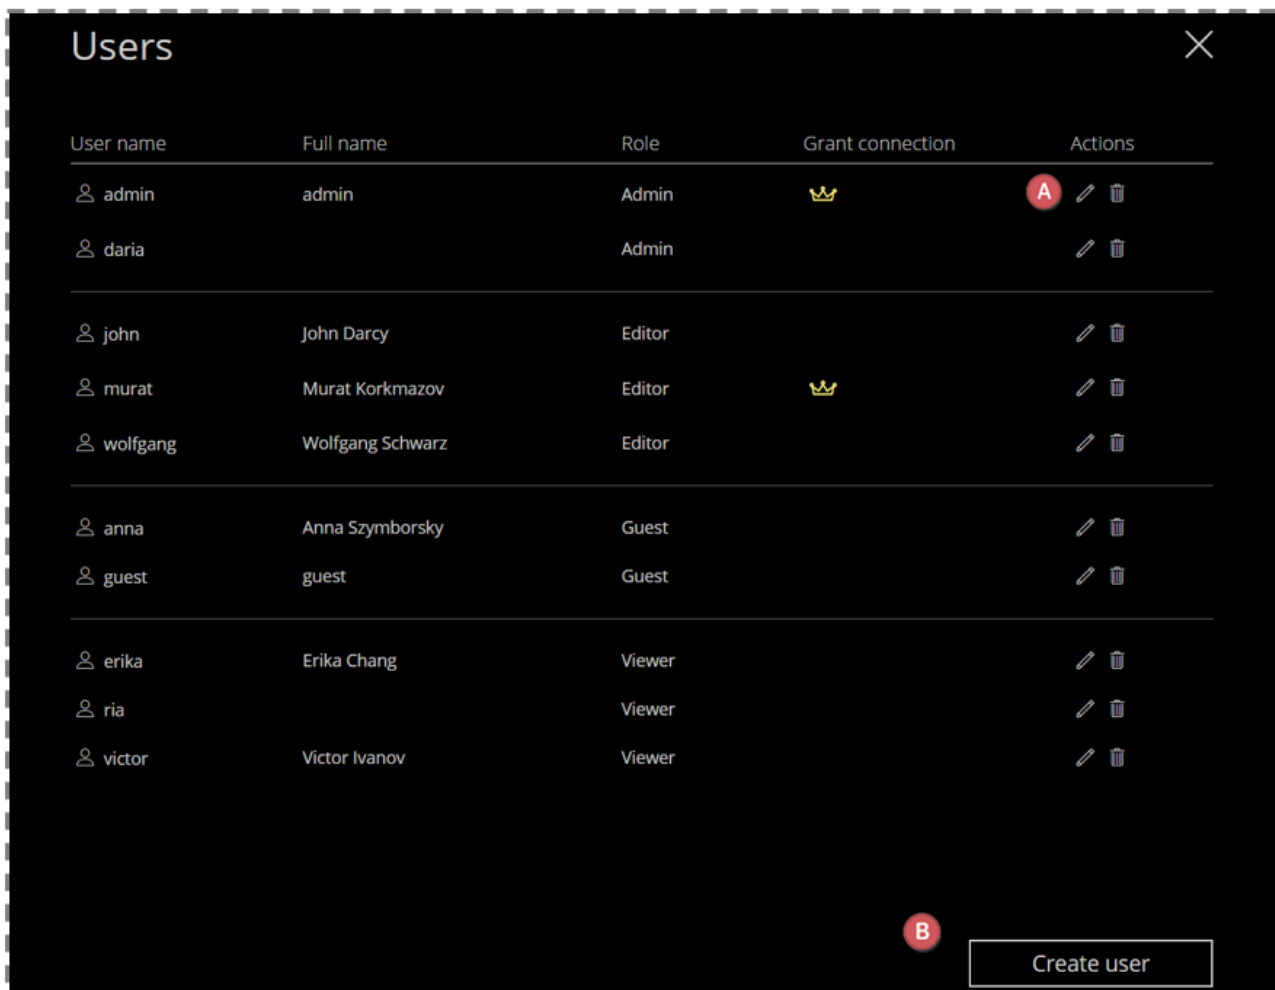 Users
User name Full name Role Grant connection Actions
admin admin Admin A
daria Admin
john John Darcy Editor
murat Murat Korkmazov Editor
wolfgang Wolfgang Schwarz Editor
anna Anna Szymborsky Guest
guest guest Guest
erika Erika Chang Viewer
ria Viewer
victor Victor Ivanov Viewer
B
Create user